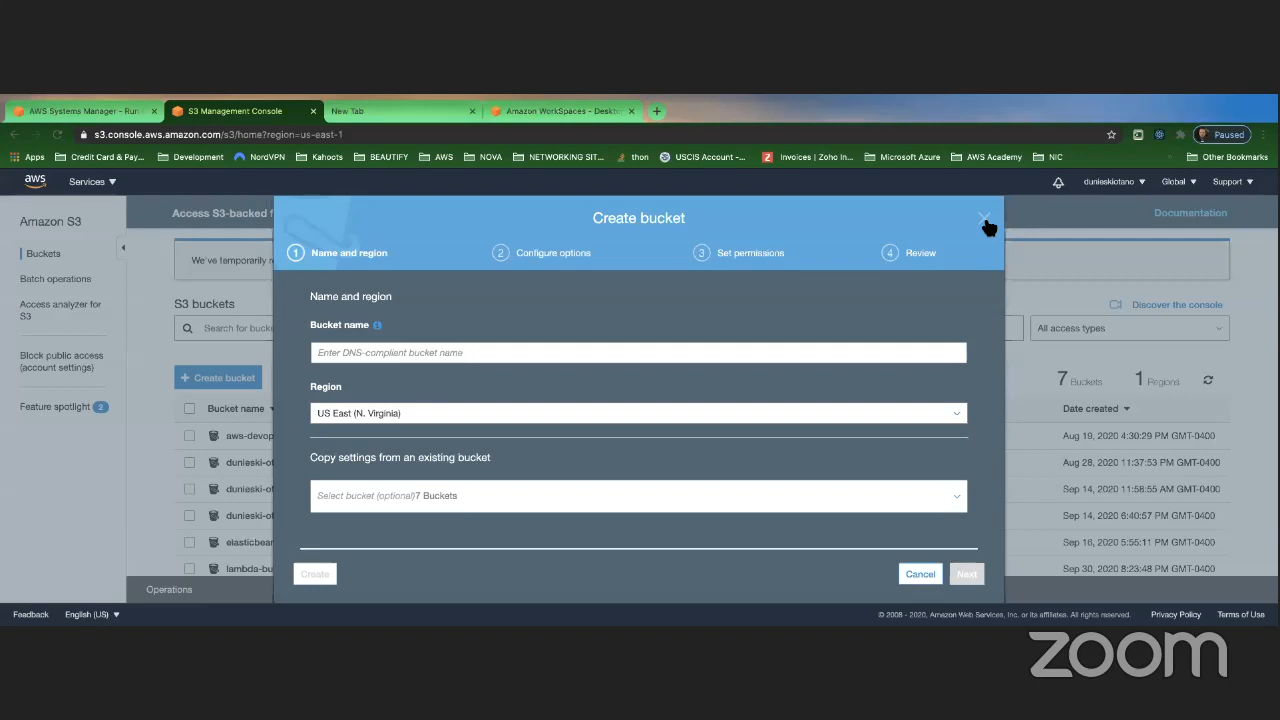 AWS Systems Manager - Run
S3 Management Console
New Tab
Amazon WorkSpaces - Deskto
s3.console.aws.amazon.com/s3/home?region=us-east-1
Paused
Apps
Credit Card & Pay...
Development
NordVPN
Kahoots
BEAUTIFY
AWS
NOVA
NETWORKING SIT...
thon
USCIS Account -...
Invoices | Zoho In...
Microsoft Azure
AWS Academy
NIC
Other Bookmarks
aws
Services
dunieskiotano
Global
Support
Amazon S3
Buckets
Batch operations
Access analyzer for
S3
Block public access
(account settings)
Feature spotlight 2
Access S3-backed f
Documentation
We've temporarily re
S3 buckets
Discover the console
Search for bucke
All access types
Create bucket
7 Buckets
1 Regions
Bucket name
Date created
aws-devop
Aug 19, 2020 4:30:29 PM GMT-0400
dunieski-of
Aug 28, 2020 11:37:53 PM GMT-0400
dunieski-of
Sep 14, 2020 11:58:55 AM GMT-0400
dunieski-of
Sep 14, 2020 6:40:57 PM GMT-0400
elasticbean
Sep 16, 2020 5:55:11 PM GMT-0400
lambda-bu
Sep 30, 2020 8:23:48 PM GMT-0400
Operations
Create bucket
1 Name and region
2 Configure options
3 Set permissions
4 Review
Name and region
Bucket name
Enter DNS-compliant bucket name
Region
US East (N. Virginia)
Copy settings from an existing bucket
Select bucket (optional)7 Buckets
Create
Cancel
Next
Feedback
English (US)
© 2008 - 2020, Amazon Web Services, Inc. or its affiliates. All rights reserved.
Privacy Policy
Terms of Use
zoom